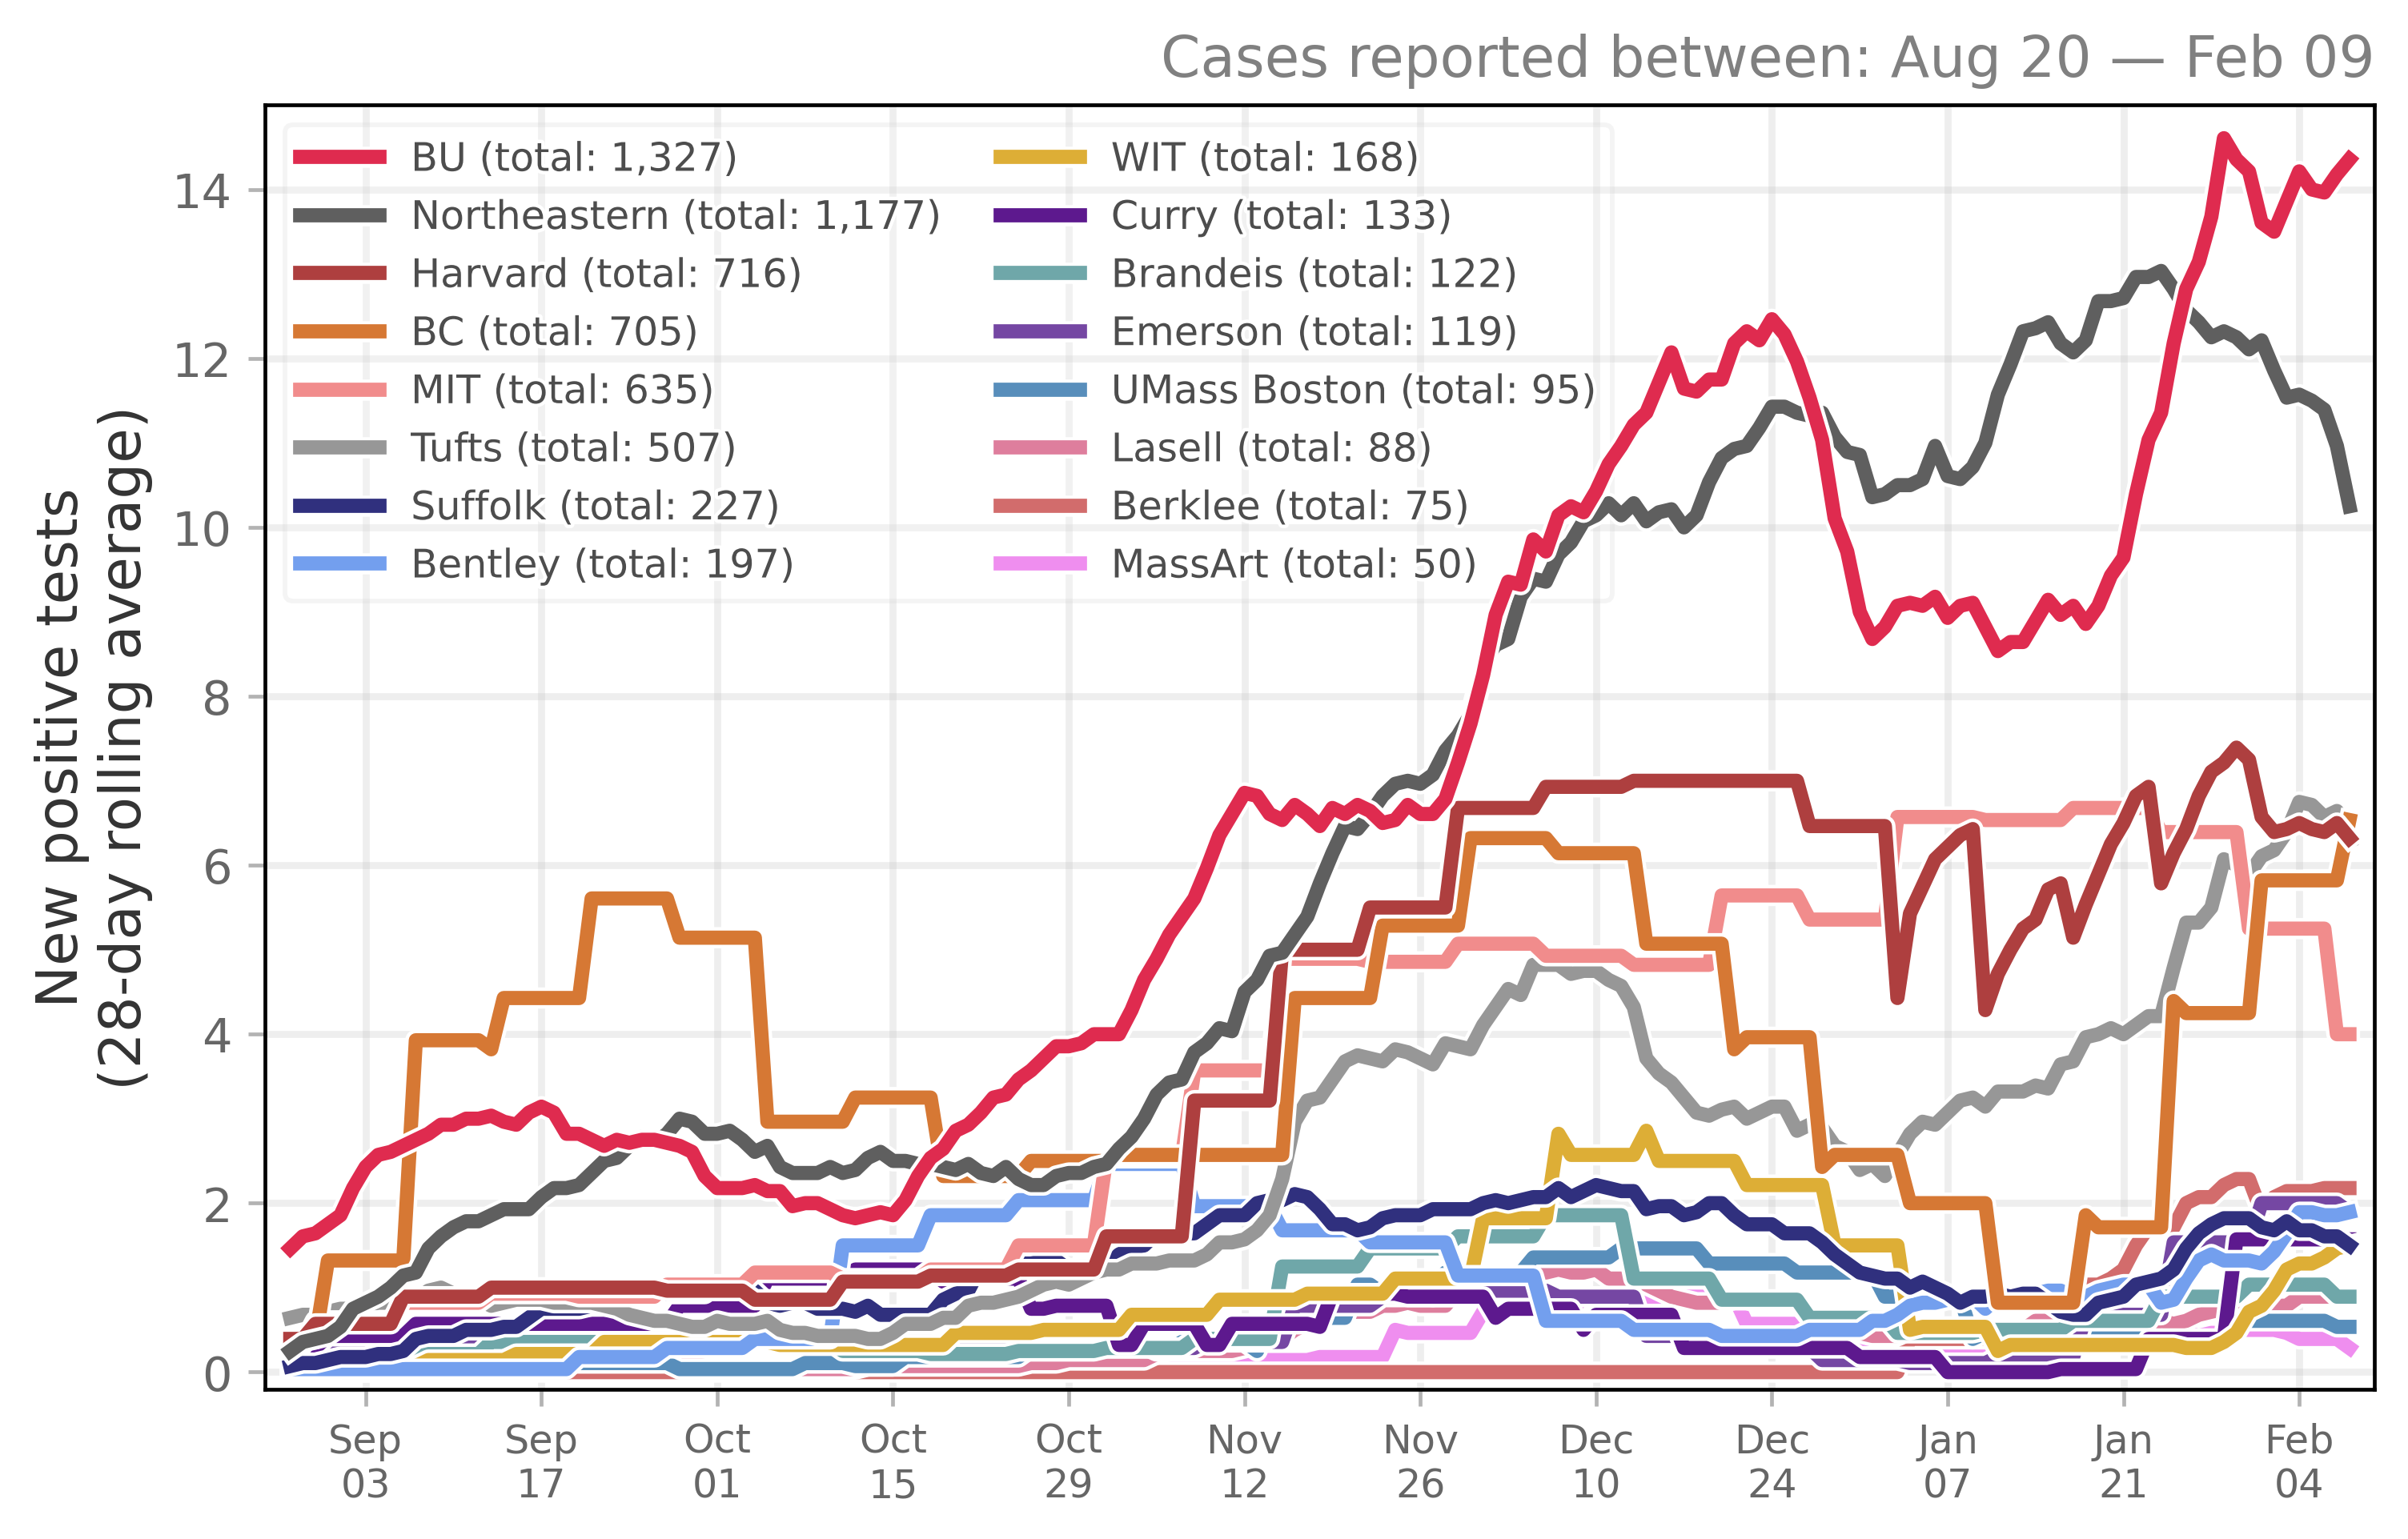 Cases reported between: Aug 20 — Feb 09
New positive tests
(28-day rolling average)
14
12
10
8
6
4
2
0
BU (total: 1,327)
Northeastern (total: 1,177)
Harvard (total: 716)
BC (total: 705)
MIT (total: 635)
Tufts (total: 507)
Suffolk (total: 227)
Bentley (total: 197)
WIT (total: 168)
Curry (total: 133)
Brandeis (total: 122)
Emerson (total: 119)
UMass Boston (total: 95)
Lasell (total: 88)
Berklee (total: 75)
MassArt (total: 50)
Sep
03
Sep
17
Oct
01
Oct
15
Oct
29
Nov
12
Nov
26
Dec
10
Dec
24
Jan
07
Jan
21
Feb
04